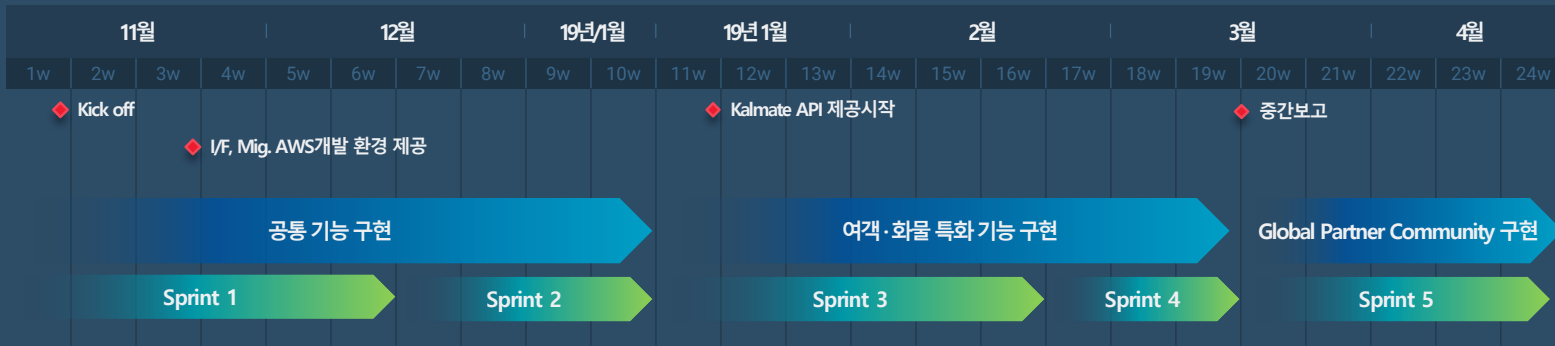 11월 12월 19년/1월 19년 1월 2월 3월 4월
1w 2w 3w 4w 5w 6w 7w 8w 9w 10w 11w 12w 13w 14w 15w 16w 17w 18w 19w 20w 21w 22w 23w 24w
Kick off Kalmate API 제공시작 중간보고
I/F, Mig. AWS개발 환경 제공
공통 기능 구현 여객·화물 특화 기능 구현 Global Partner Community 구현
Sprint 1 Sprint 2 Sprint 3 Sprint 4 Sprint 5